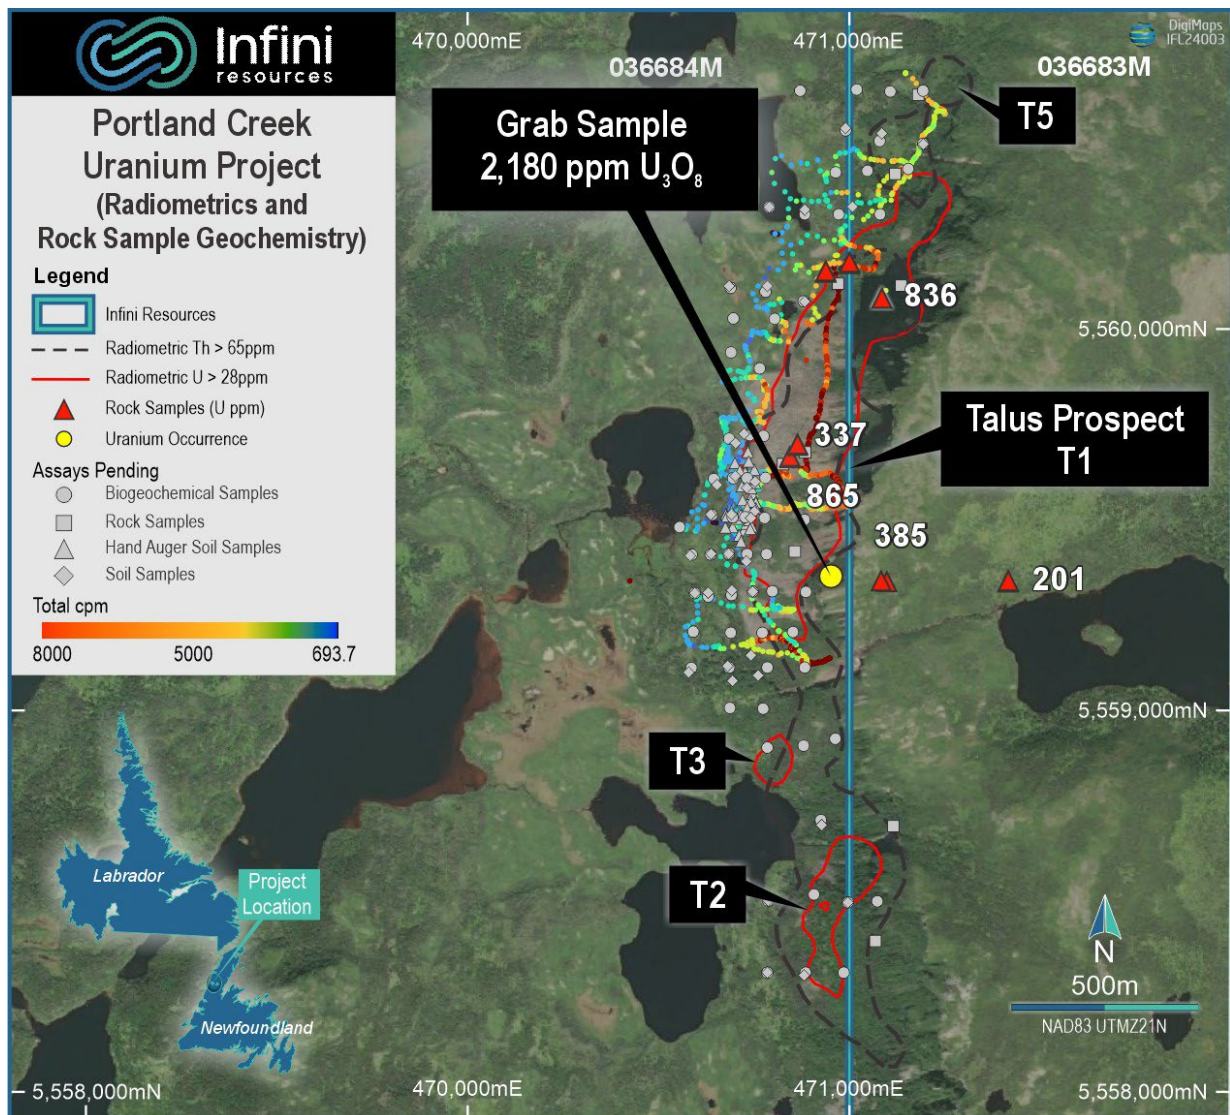 Infini
resources
Portland Creek
Uranium Project
(Radiometrics and
Rock Sample Geochemistry)
Legend
Infini Resources
Radiometric Th > 65ppm
Radiometric U > 28ppm
Rock Samples (U ppm)
Uranium Occurrence
Assays Pending
Biogeochemical Samples
Rock Samples
Hand Auger Soil Samples
Soil Samples
Total cpm
8000 5000 693.7
470,000mE 471,000mE
DigiMaps
IFL24003
036684M 036683M
T5
Grab Sample
2,180 ppm U₃O₈
836
5,560,000mN
Talus Prospect
T1
337
865
385
201
5,559,000mN
T3
T2
Labrador
Project
Location
Newfoundland
N
500m
NAD83 UTMZ21N
5,558,000mN 470,000mE 471,000mE 5,558,000mN